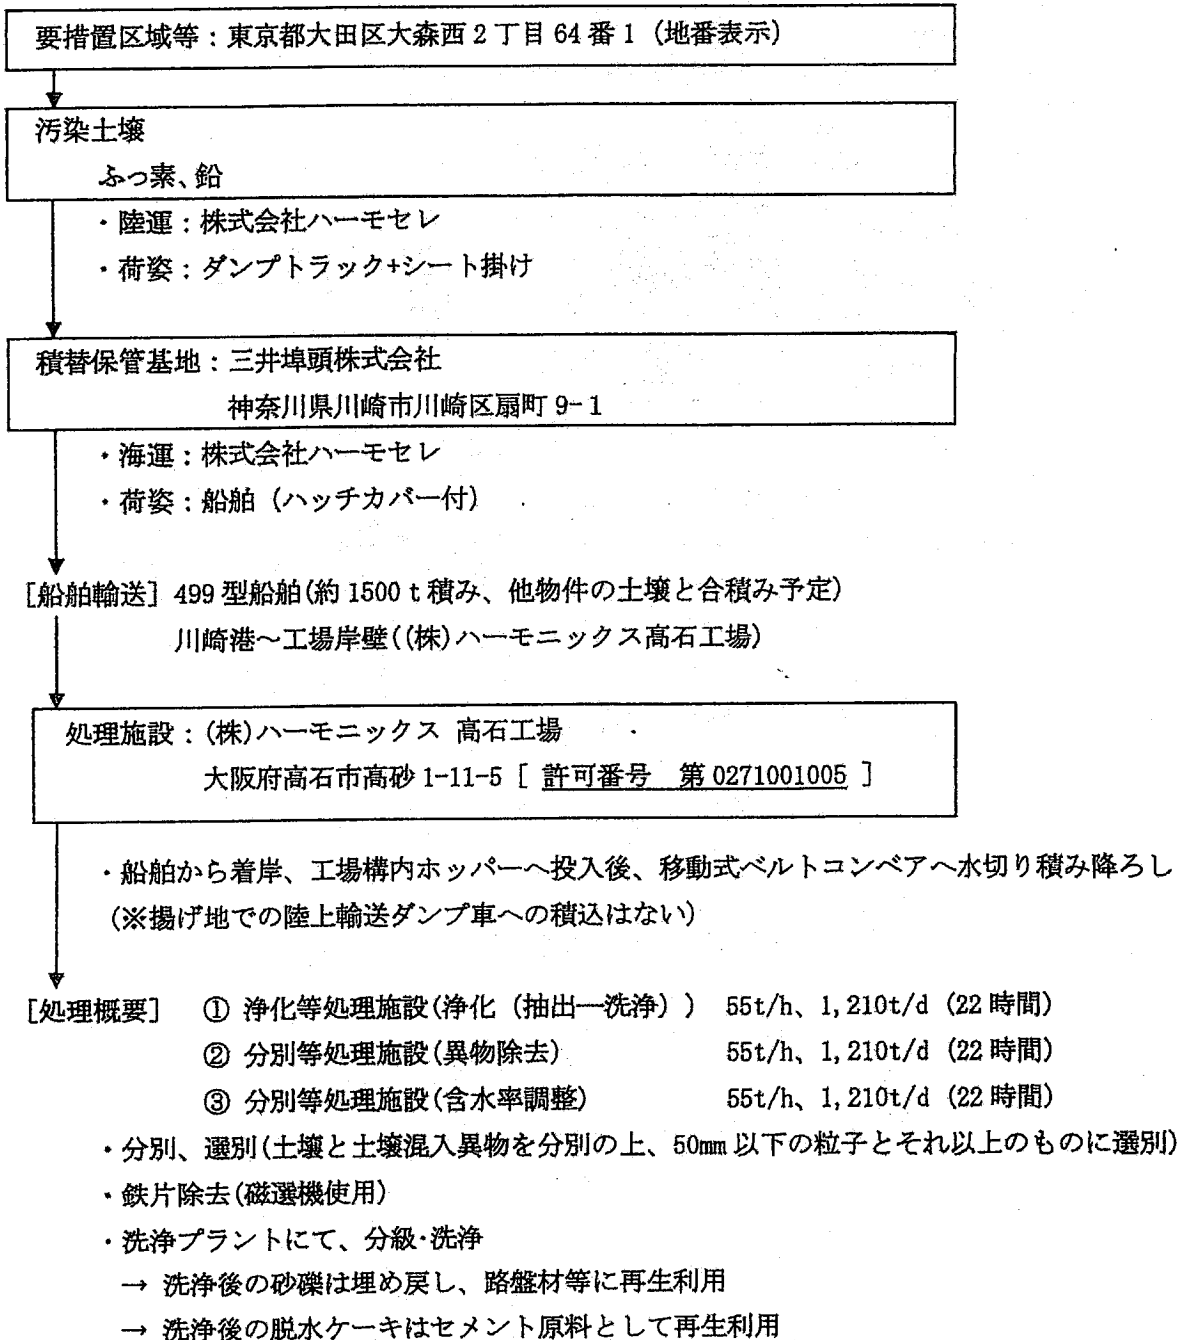 要措置区域等：東京都大田区大森西2丁目64番1（地番表示）
汚染土壌
ふっ素、鉛
・陸運：株式会社ハーモセレ
・荷姿：ダンプトラック+シート掛け
積替保管基地：三井埠頭株式会社
神奈川県川崎市川崎区扇町9-1
・海運：株式会社ハーモセレ
・荷姿：船舶（ハッチカバー付）
[船舶輸送] 499型船舶(約1500t積み、他物件の土壌と合積み予定)
川崎港～工場岸壁((株)ハーモニックス高石工場)
処理施設：(株)ハーモニックス 高石工場
大阪府高石市高砂1-11-5 [ 許可番号 第0271001005 ]
・船舶から着岸、工場構内ホッパーへ投入後、移動式ベルトコンベアへ水切り積み降ろし
(※揚げ地での陸上輸送ダンプ車への積込はない)
[処理概要] ① 浄化等処理施設(浄化（抽出―洗浄）) 55t/h、1,210t/d（22時間）
② 分別等処理施設(異物除去) 55t/h、1,210t/d（22時間）
③ 分別等処理施設(含水率調整) 55t/h、1,210t/d（22時間）
・分別、選別(土壌と土壌混入異物を分別の上、50mm以下の粒子とそれ以上のものに選別)
・鉄片除去(磁選機使用)
・洗浄プラントにて、分級・洗浄
→ 洗浄後の砂礫は埋め戻し、路盤材等に再生利用
→ 洗浄後の脱水ケーキはセメント原料として再生利用